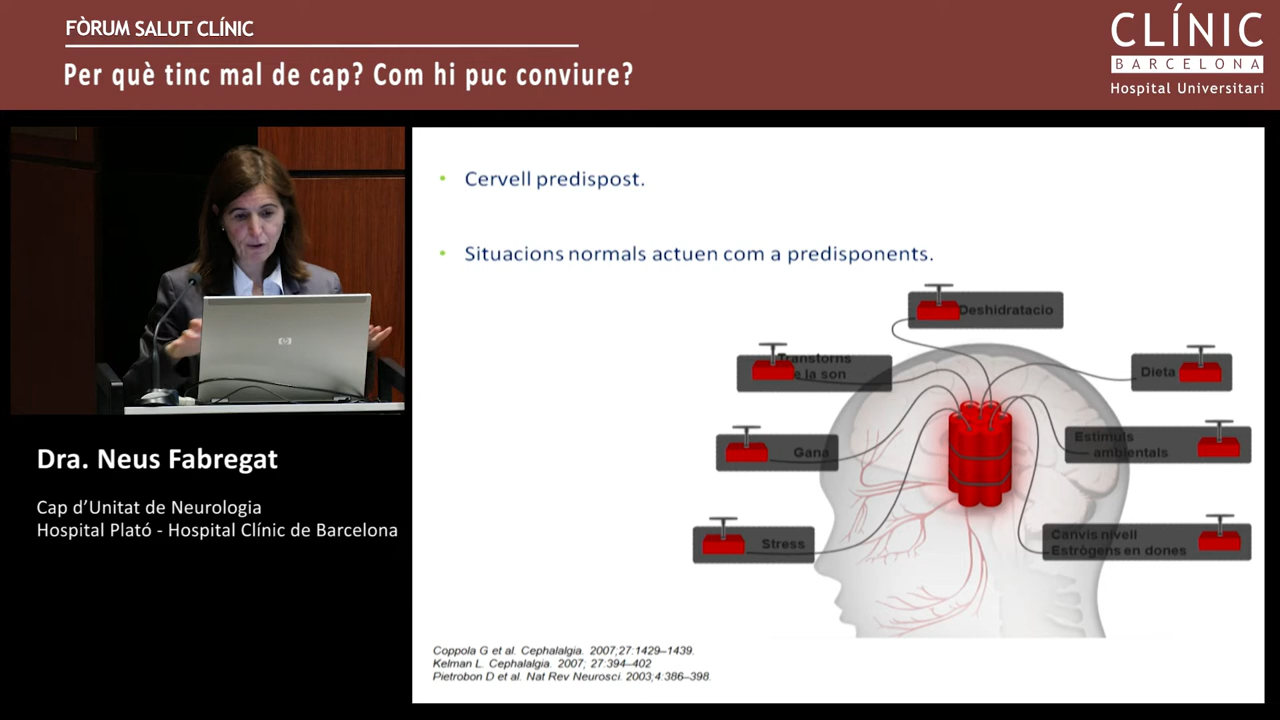 FÒRUM SALUT CLÍNIC
Per què tinc mal de cap? Com hi puc conviure?
CLÍNIC
BARCELONA
Hospital Universitari
Cervell predispost.
Situacions normals actuen com a predisponents.
Deshidratacio
Transtorns
e la son
Dieta
Gana
Estimuls
ambientals
Stress
Canvis nivell
Estrògens en dones
Coppola G et al. Cephalalgia. 2007;27:1429–1439.
Kelman L. Cephalalgia. 2007; 27:394–402
Pietrobon D et al. Nat Rev Neurosci. 2003;4:386–398.
hp
Dra. Neus Fabregat
Cap d’Unitat de Neurologia
Hospital Plató - Hospital Clínic de Barcelona